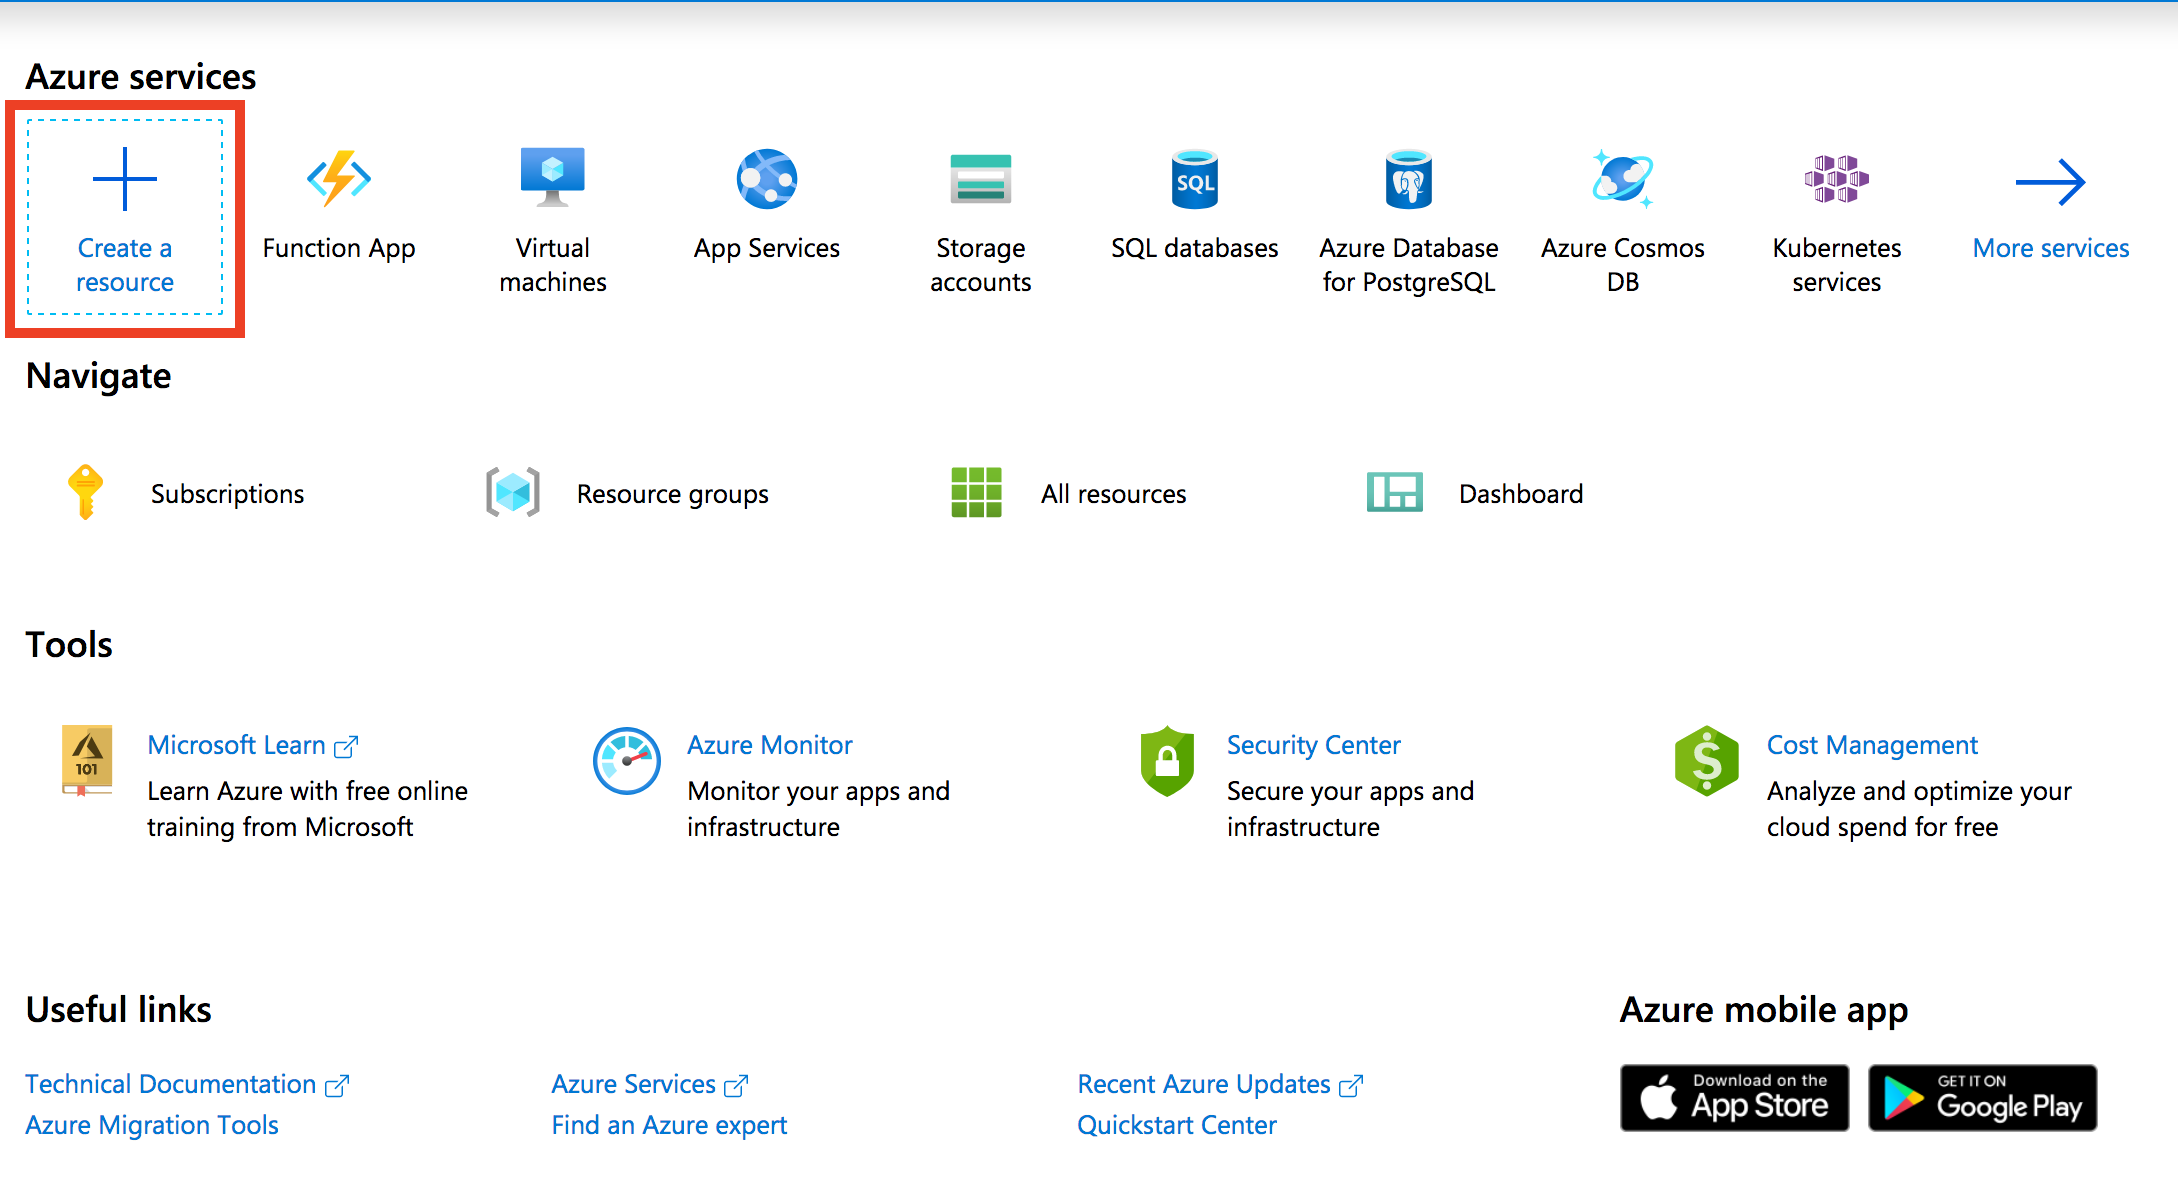 Azure services
Create a
resource
Function App
Virtual
machines
App Services
Storage
accounts
SQL
SQL databases
Azure Database
for PostgreSQL
Azure Cosmos
DB
Kubernetes
services
More services
Navigate
Subscriptions
Resource groups
All resources
Dashboard
Tools
101
Microsoft Learn
Learn Azure with free online
training from Microsoft
Azure Monitor
Monitor your apps and
infrastructure
Security Center
Secure your apps and
infrastructure
$
Cost Management
Analyze and optimize your
cloud spend for free
Useful links
Technical Documentation
Azure Migration Tools
Azure Services
Find an Azure expert
Recent Azure Updates
Quickstart Center
Azure mobile app
Download on the
App Store
GET IT ON
Google Play